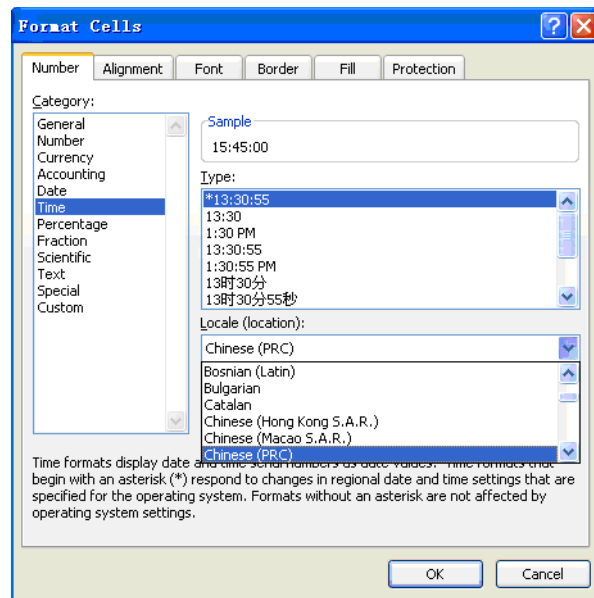 Format Cells
Number Alignment Font Border Fill Protection
Category:
General
Number
Currency
Accounting
Date
Time
Percentage
Fraction
Scientific
Text
Special
Custom
Sample
15:45:00
Type:
*13:30:55
13:30
1:30 PM
13:30:55
1:30:55 PM
13时30分
13时30分55秒
Locale (location):
Chinese (PRC)
Bosnian (Latin)
Bulgarian
Catalan
Chinese (Hong Kong S.A.R.)
Chinese (Macao S.A.R.)
Chinese (PRC)
Time formats display date and time serial numbers as date values. Time formats that
begin with an asterisk (*) respond to changes in regional date and time settings that are
specified for the operating system. Formats without an asterisk are not affected by
operating system settings.
OK Cancel